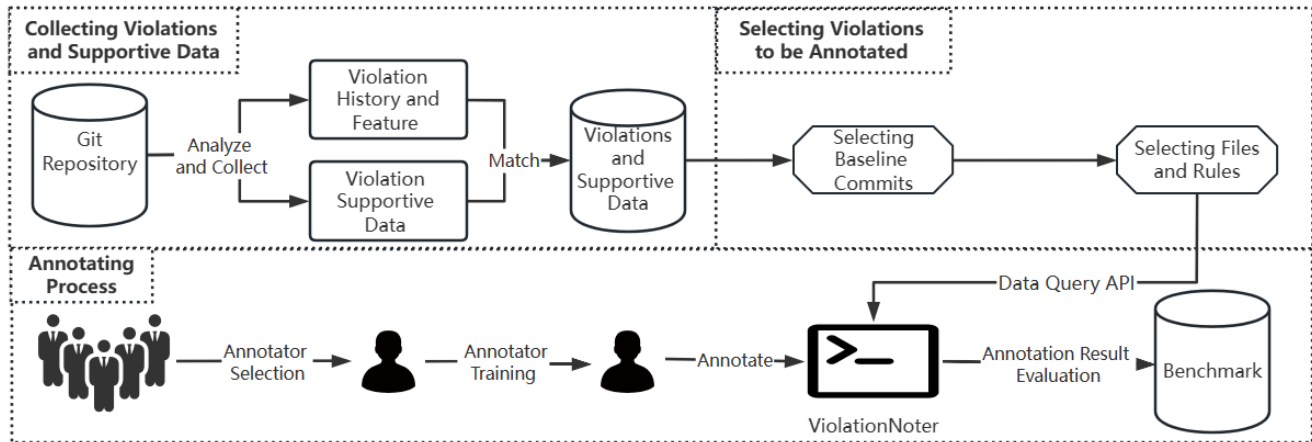 Collecting Violations
and Supportive Data
Git
Repository
Analyze
and Collect
Violation
History and
Feature
Violation
Supportive
Data
Match
Violations
and
Supportive
Data
Selecting Violations
to be Annotated
Selecting
Baseline
Commits
Selecting Files
and Rules
Annotating
Process
Annotator
Selection
Annotator
Training
Annotate
Data Query API
>_
ViolationNoter
Annotation Result
Evaluation
Benchmark